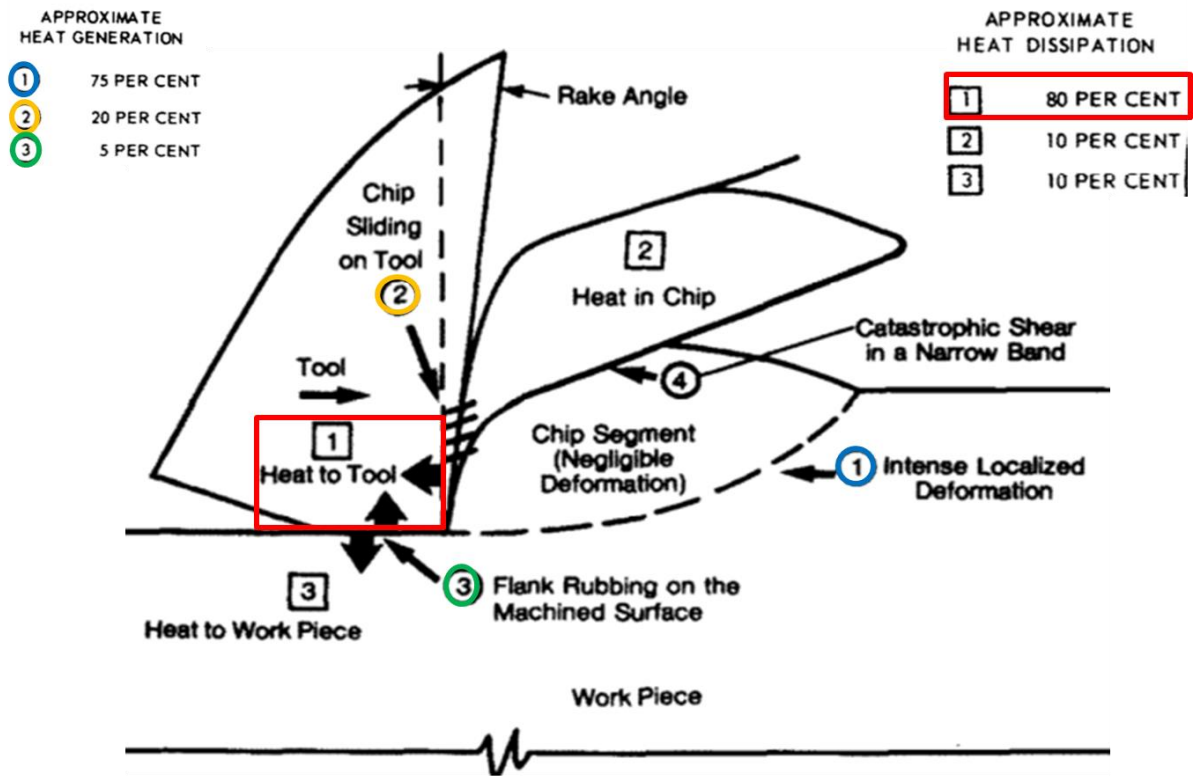 APPROXIMATE
HEAT GENERATION
1 75 PER CENT
2 20 PER CENT
3 5 PER CENT
APPROXIMATE
HEAT DISSIPATION
1 80 PER CENT
2 10 PER CENT
3 10 PER CENT
Rake Angle
Chip
Sliding
on Tool
2
2
Heat in Chip
Catastrophic Shear
in a Narrow Band
4
Tool
1
Heat to Tool
Chip Segment
(Negligible
Deformation)
1 Intense Localized
Deformation
3 Flank Rubbing on the
Machined Surface
3
Heat to Work Piece
Work Piece